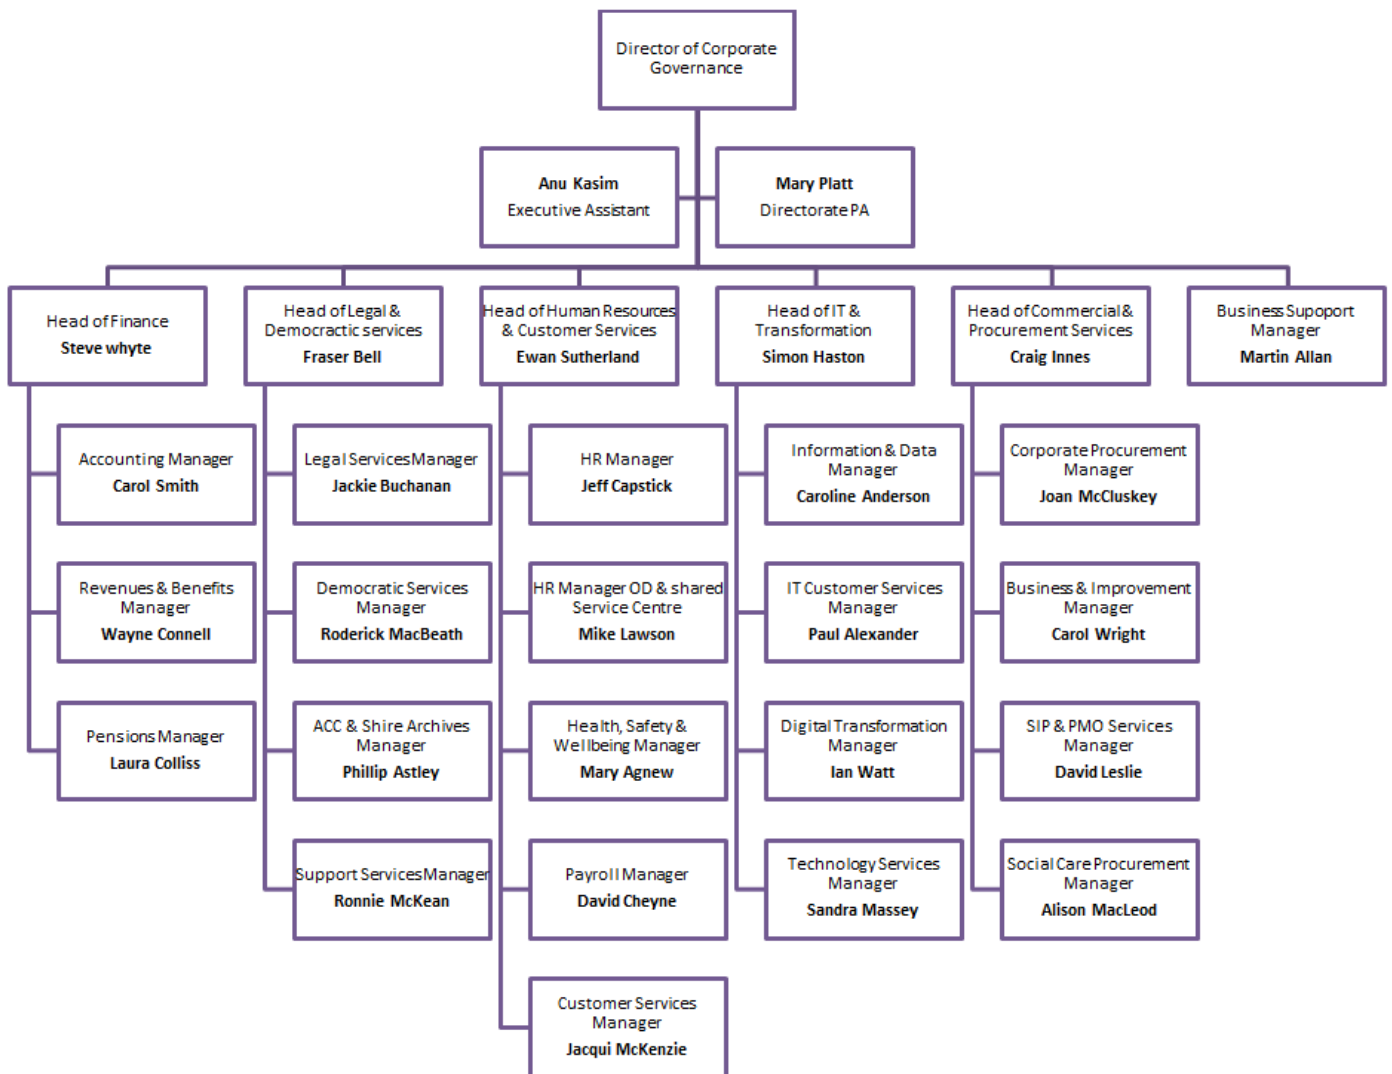 Director of Corporate
Governance
Anu Kasim
Executive Assistant
Mary Platt
Directorate PA
Head of Finance
Steve whyte
Head of Legal &
Democractic services
Fraser Bell
Head of Human Resources
& Customer Services
Ewan Sutherland
Head of IT &
Transformation
Simon Haston
Head of Commercial &
Procurement Services
Craig Innes
Business Supoport
Manager
Martin Allan
Accounting Manager
Carol Smith
Legal Services Manager
Jackie Buchanan
HR Manager
Jeff Capstick
Information & Data
Manager
Caroline Anderson
Corporate Procurement
Manager
Joan McCluskey
Revenues & Benefits
Manager
Wayne Connell
Democratic Services
Manager
Roderick MacBeath
HR Manager OD & shared
Service Centre
Mike Lawson
IT Customer Services
Manager
Paul Alexander
Business & Improvement
Manager
Carol Wright
Pensions Manager
Laura Colliss
ACC & Shire Archives
Manager
Phillip Astley
Health, Safety &
Wellbeing Manager
Mary Agnew
Digital Transformation
Manager
Ian Watt
SIP & PMO Services
Manager
David Leslie
Support Services Manager
Ronnie McKean
Payroll Manager
David Cheyne
Technology Services
Manager
Sandra Massey
Social Care Procurement
Manager
Alison MacLeod
Customer Services
Manager
Jacqui McKenzie